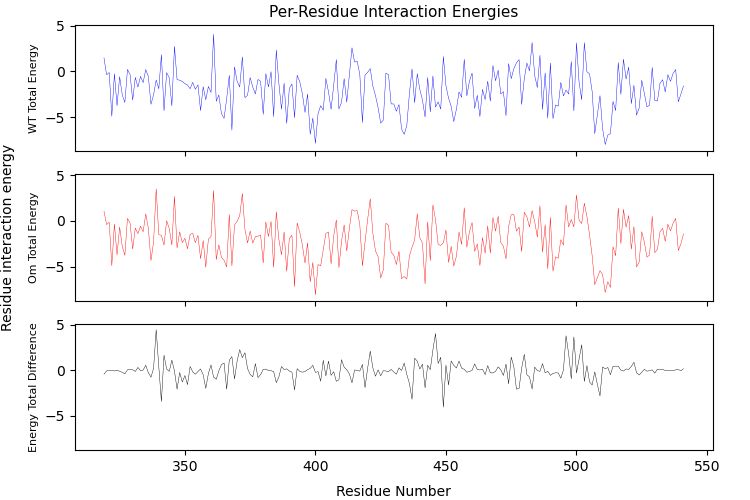 Per-Residue Interaction Energies
Residue interaction energy
WT Total Energy
5
0
−5
Om Total Energy
5
0
−5
Energy Total Difference
5
0
−5
350
400
450
500
550
Residue Number